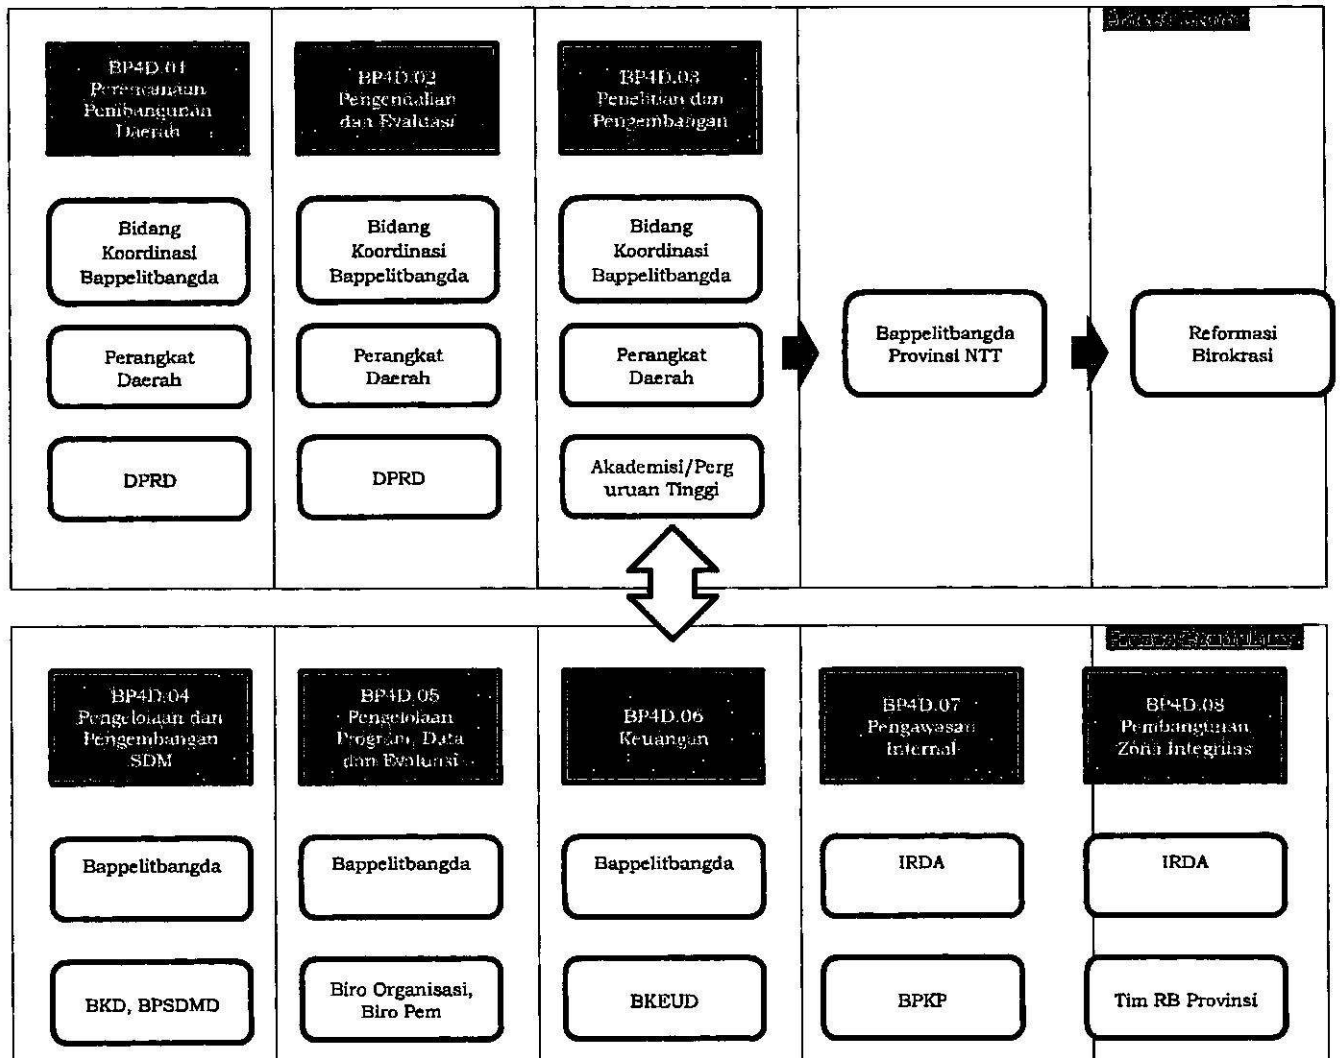 BP4D.01
Perencanaan
Pembangunan
Daerah
BP4D.02
Pengendalian
dan Evaluasi
BP4D.03
Penelitian dan
Pengembangan
Bidang
Koordinasi
Bappelitbangda
Bidang
Koordinasi
Bappelitbangda
Bidang
Koordinasi
Bappelitbangda
Perangkat
Daerah
Perangkat
Daerah
Perangkat
Daerah
Bappelitbangda
Provinsi NTT
Reformasi
Birokrasi
DPRD
DPRD
Akademisi/Perg
uruan Tinggi
BP4D.04
Pengelolaan dan
Pengembangan
SDM
BP4D.05
Pengelolaan
Program, Data
dan Evaluasi
BP4D.06
Keuangan
BP4D.07
Pengawasan
Internal
BP4D.08
Pembangunan
Zona Integritas
Bappelitbangda
Bappelitbangda
Bappelitbangda
IRDA
IRDA
BKD, BPSDMD
Biro Organisasi,
Biro Pem
BKEUD
BPKP
Tim RB Provinsi